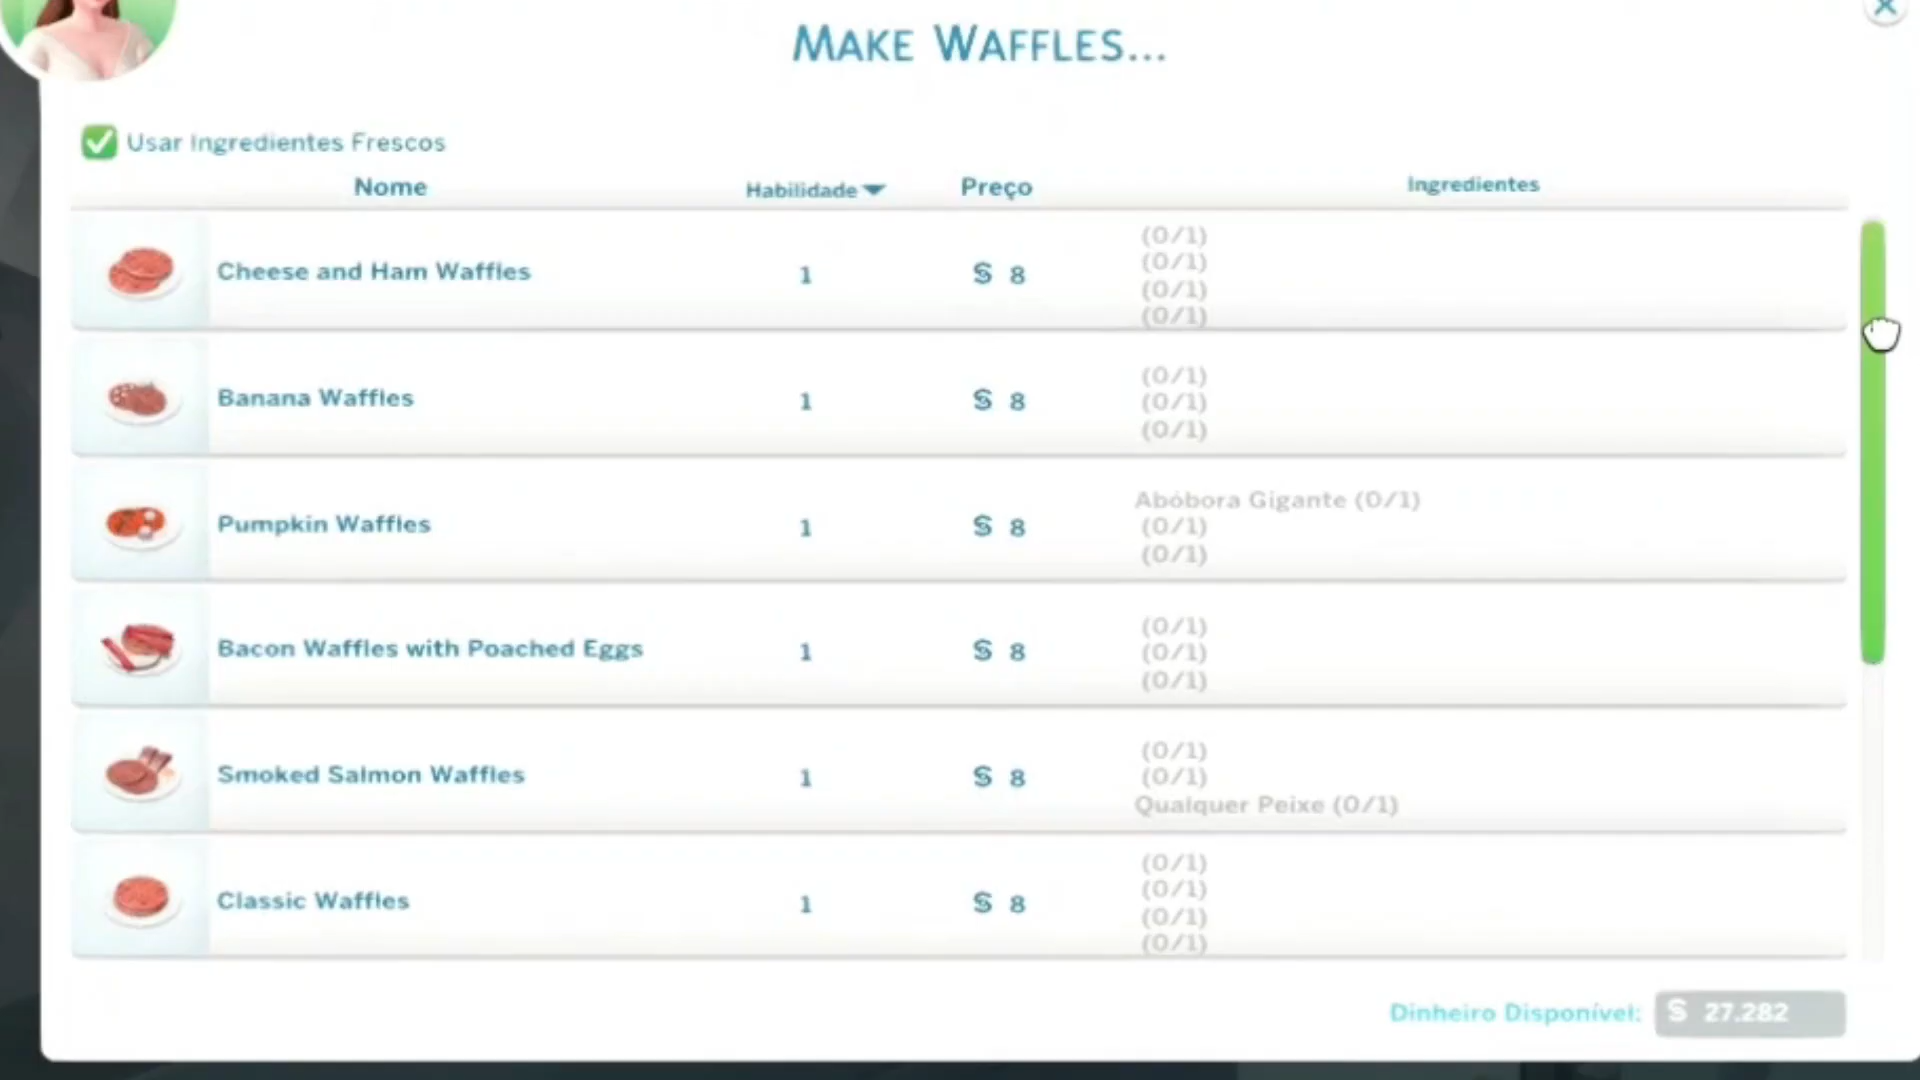 MAKE WAFFLES...
Usar Ingredientes Frescos
Nome Habilidade Preço Ingredientes
Cheese and Ham Waffles 1 § 8
(0/1)
(0/1)
(0/1)
(0/1)
Banana Waffles 1 § 8
(0/1)
(0/1)
(0/1)
Pumpkin Waffles 1 § 8
Abóbora Gigante (0/1)
(0/1)
(0/1)
Bacon Waffles with Poached Eggs 1 § 8
(0/1)
(0/1)
(0/1)
Smoked Salmon Waffles 1 § 8
(0/1)
(0/1)
Qualquer Peixe (0/1)
Classic Waffles 1 § 8
(0/1)
(0/1)
(0/1)
(0/1)
Dinheiro Disponível: § 27.282